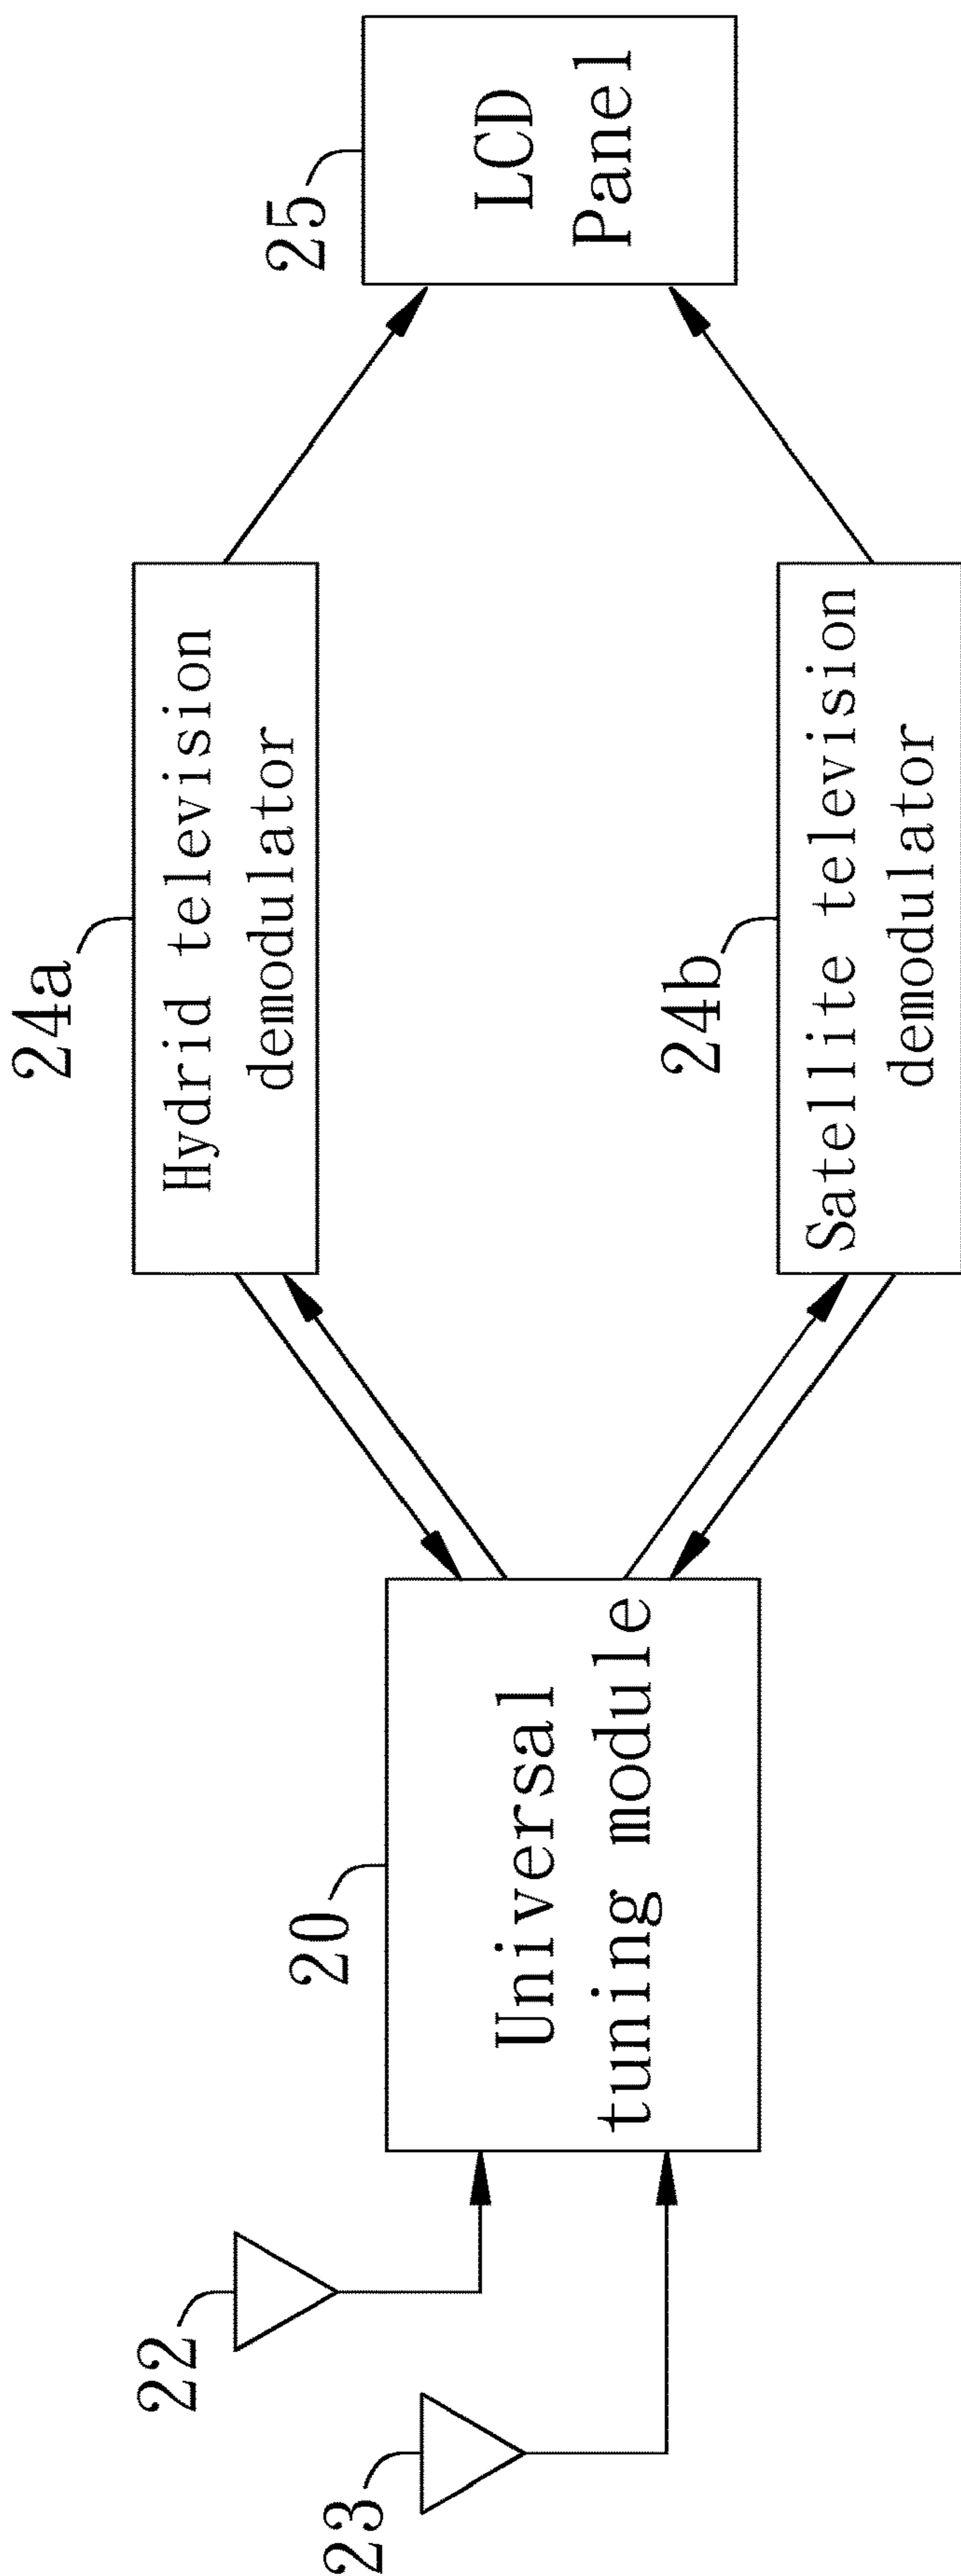 22
23
20
Universal
tuning module
24a
Hydrid television
demodulator
24b
Satellite television
demodulator
25
LCD
Panel